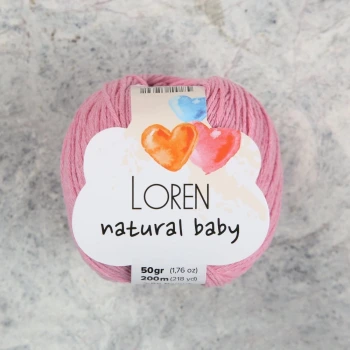 LOREN
natural baby
50gr (1,76 oz)
200m (218 yd)